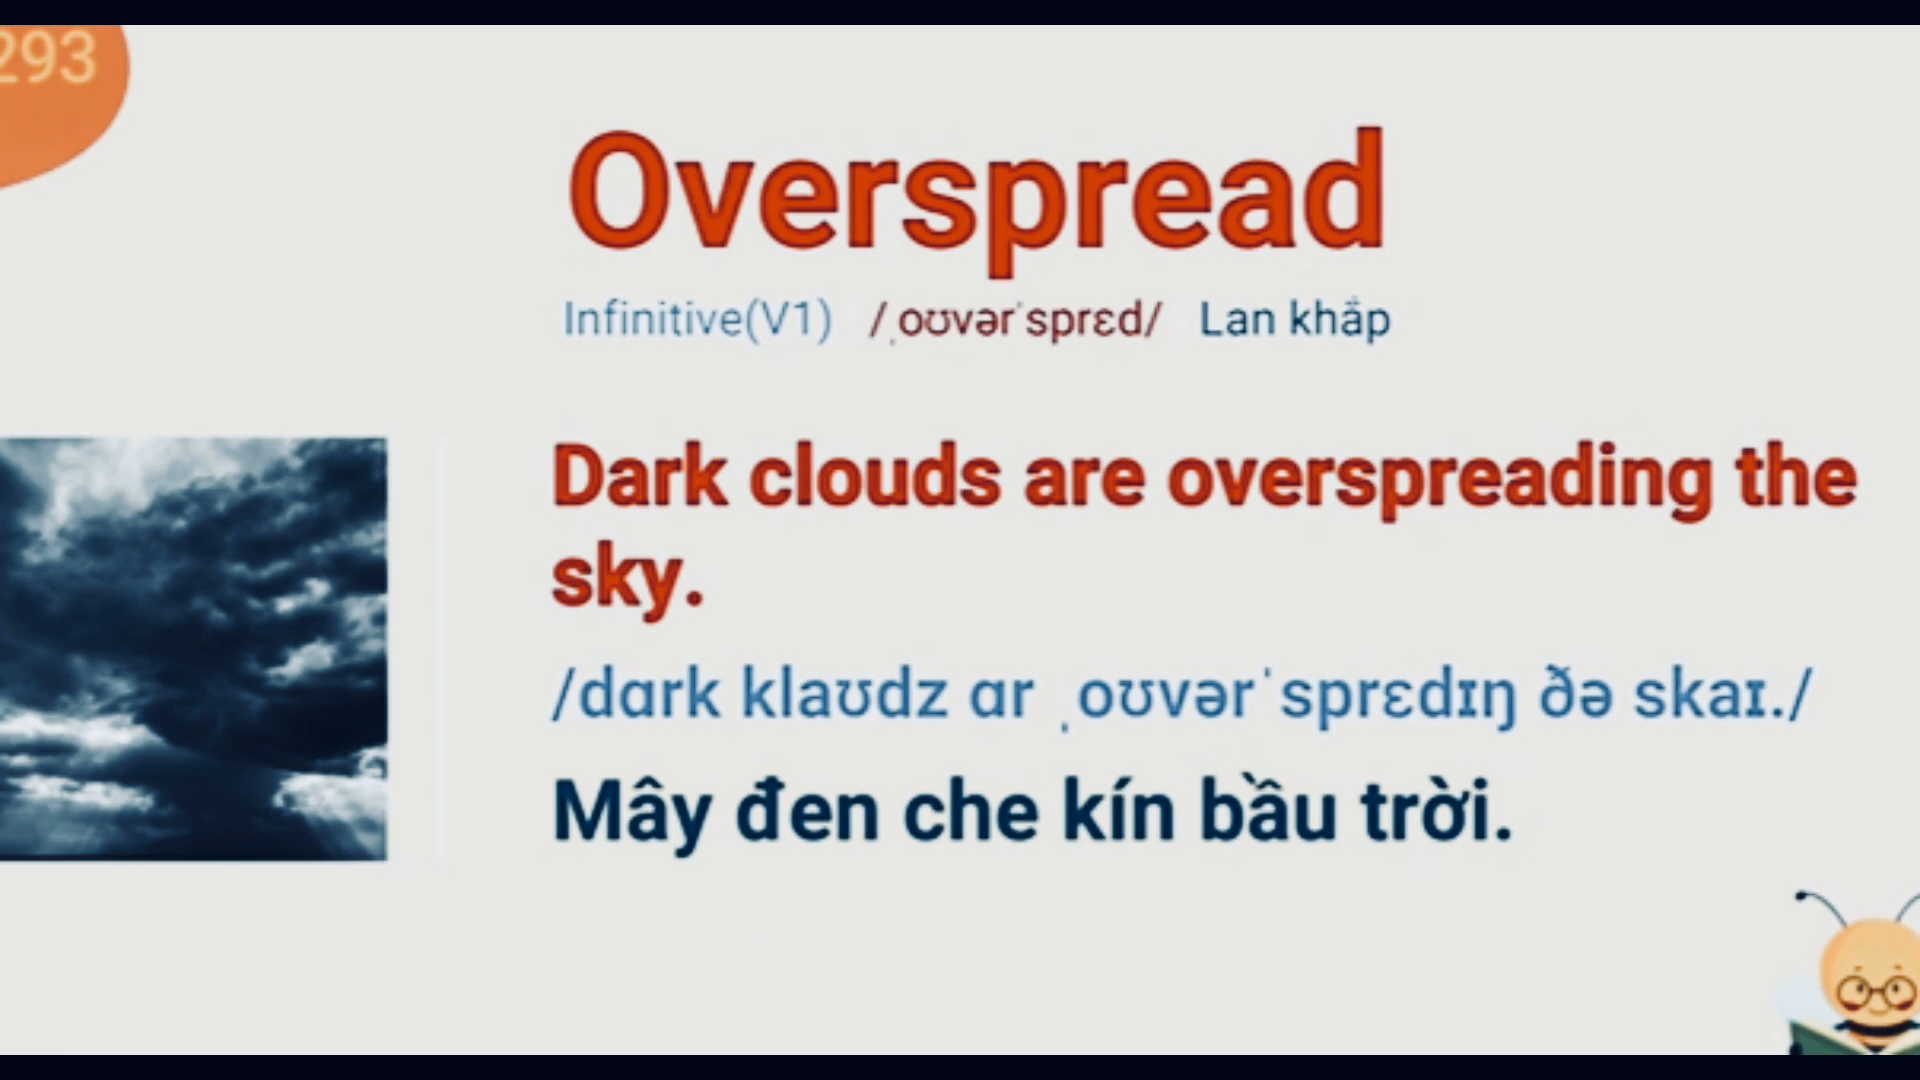 293
Overspread
Infinitive(V1) /ˌoʊvərˈsprɛd/ Lan khắp
Dark clouds are overspreading the
sky.
/dɑrk klaʊdz ɑr ˌoʊvərˈsprɛdɪŋ ðə skaɪ./
Mây đen che kín bầu trời.